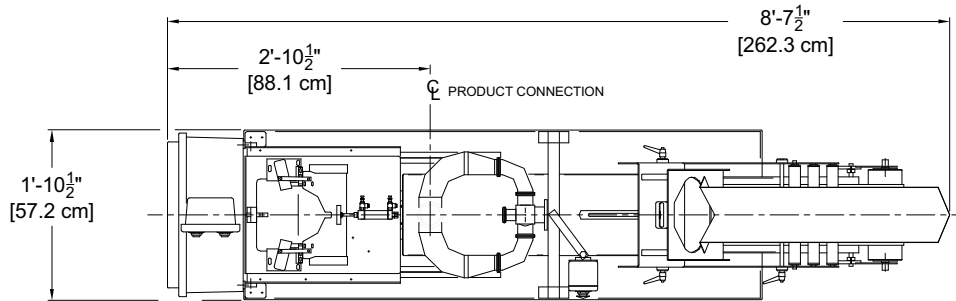 8'-7½"
[262.3 cm]
2'-10½"
[88.1 cm]
℄ PRODUCT CONNECTION
1'-10½"
[57.2 cm]